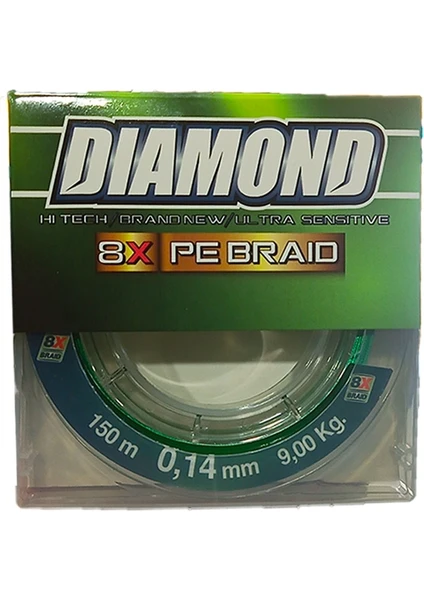 DIAMOND
HI TECH / BRAND NEW / ULTRA SENSITIVE
8X PE BRAID
8X
BRAID
8X
BRAID
150 m 0,14 mm 9,00 Kg.